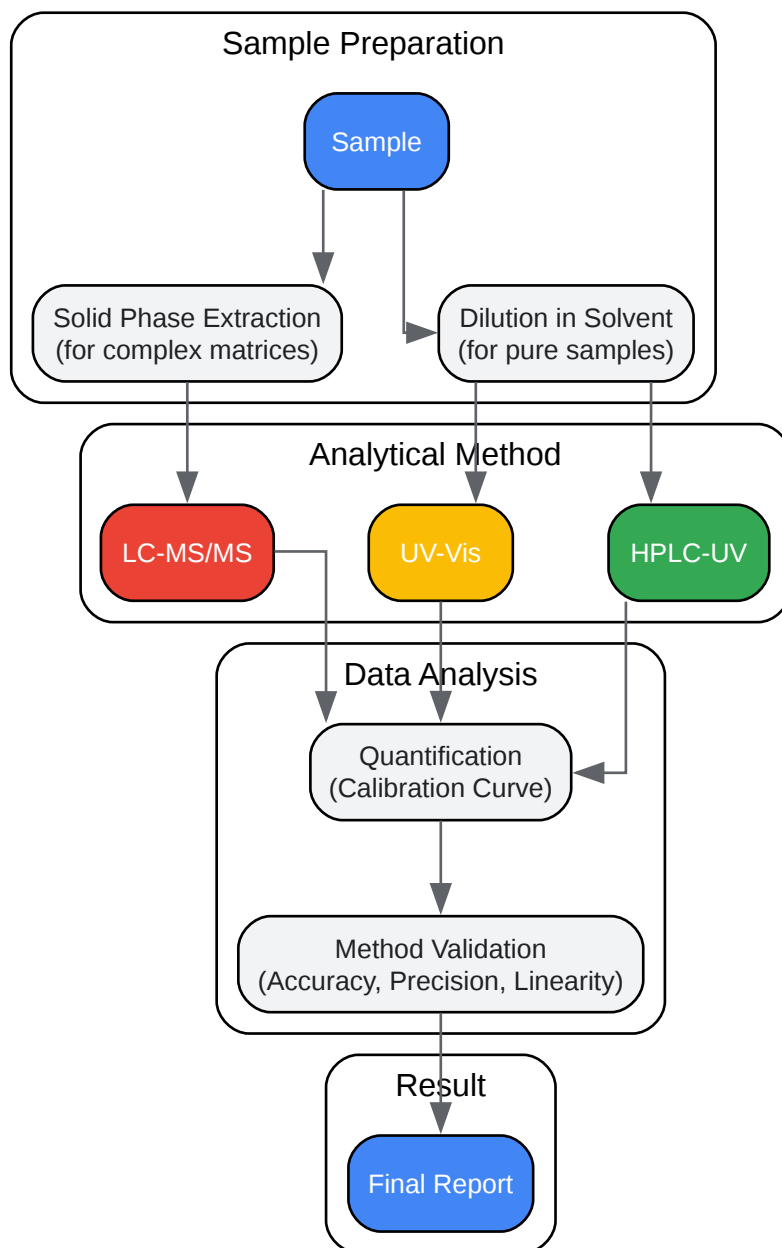 Sample Preparation
Sample
Solid Phase Extraction
(for complex matrices)
Dilution in Solvent
(for pure samples)
Analytical Method
LC-MS/MS
UV-Vis
HPLC-UV
Data Analysis
Quantification
(Calibration Curve)
Method Validation
(Accuracy, Precision, Linearity)
Result
Final Report